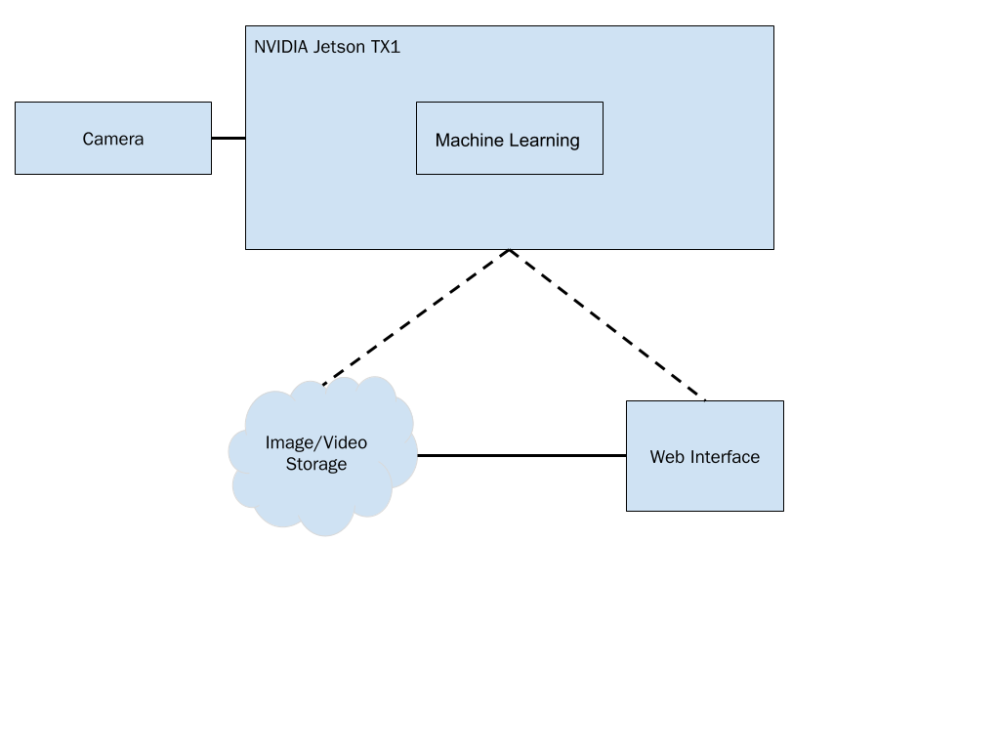 NVIDIA Jetson TX1
Camera
Machine Learning
Image/Video
Storage
Web Interface